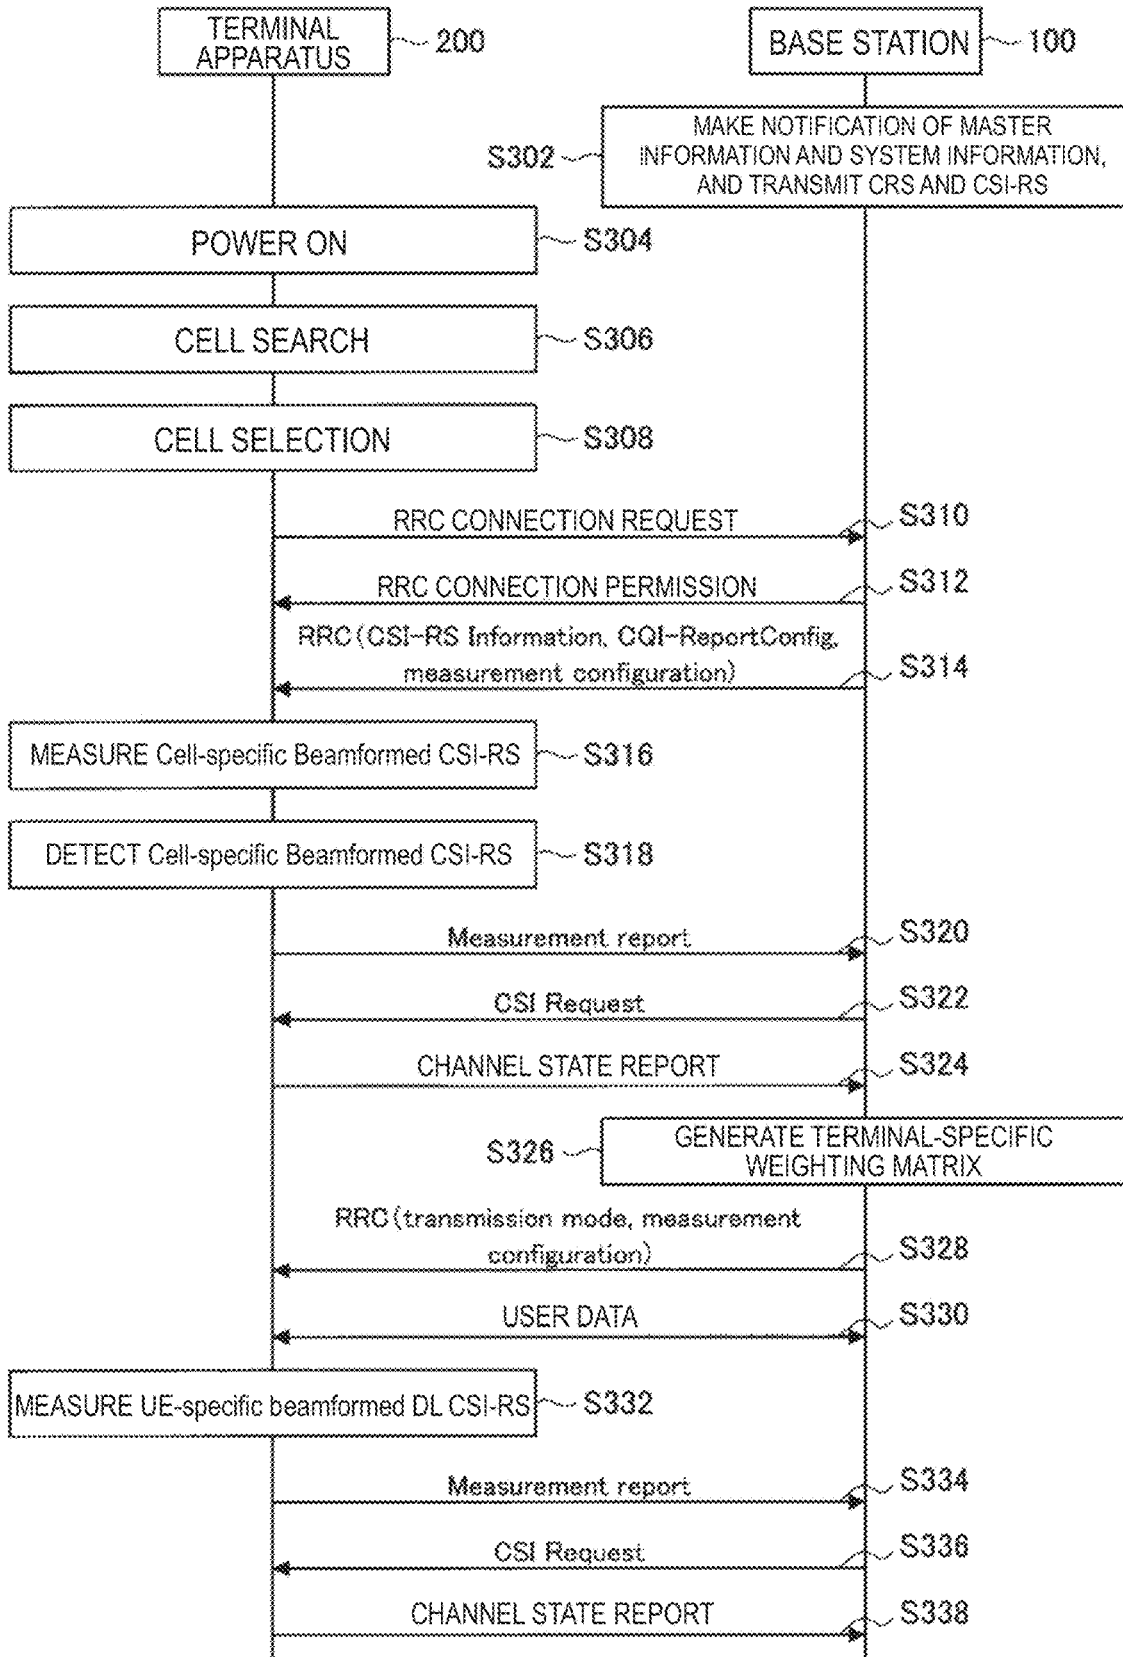 TERMINAL
APPARATUS
200
BASE STATION
100
MAKE NOTIFICATION OF MASTER
INFORMATION AND SYSTEM INFORMATION,
AND TRANSMIT CRS AND CSI-RS
S302
POWER ON
S304
CELL SEARCH
S306
CELL SELECTION
S308
RRC CONNECTION REQUEST
S310
RRC CONNECTION PERMISSION
S312
RRC(CSI-RS Information, CQI-ReportConfig,
measurement configuration)
S314
MEASURE Cell-specific Beamformed CSI-RS
S316
DETECT Cell-specific Beamformed CSI-RS
S318
Measurement report
S320
CSI Request
S322
CHANNEL STATE REPORT
S324
GENERATE TERMINAL-SPECIFIC
WEIGHTING MATRIX
S326
RRC(transmission mode, measurement
configuration)
S328
USER DATA
S330
MEASURE UE-specific beamformed DL CSI-RS
S332
Measurement report
S334
CSI Request
S336
CHANNEL STATE REPORT
S338